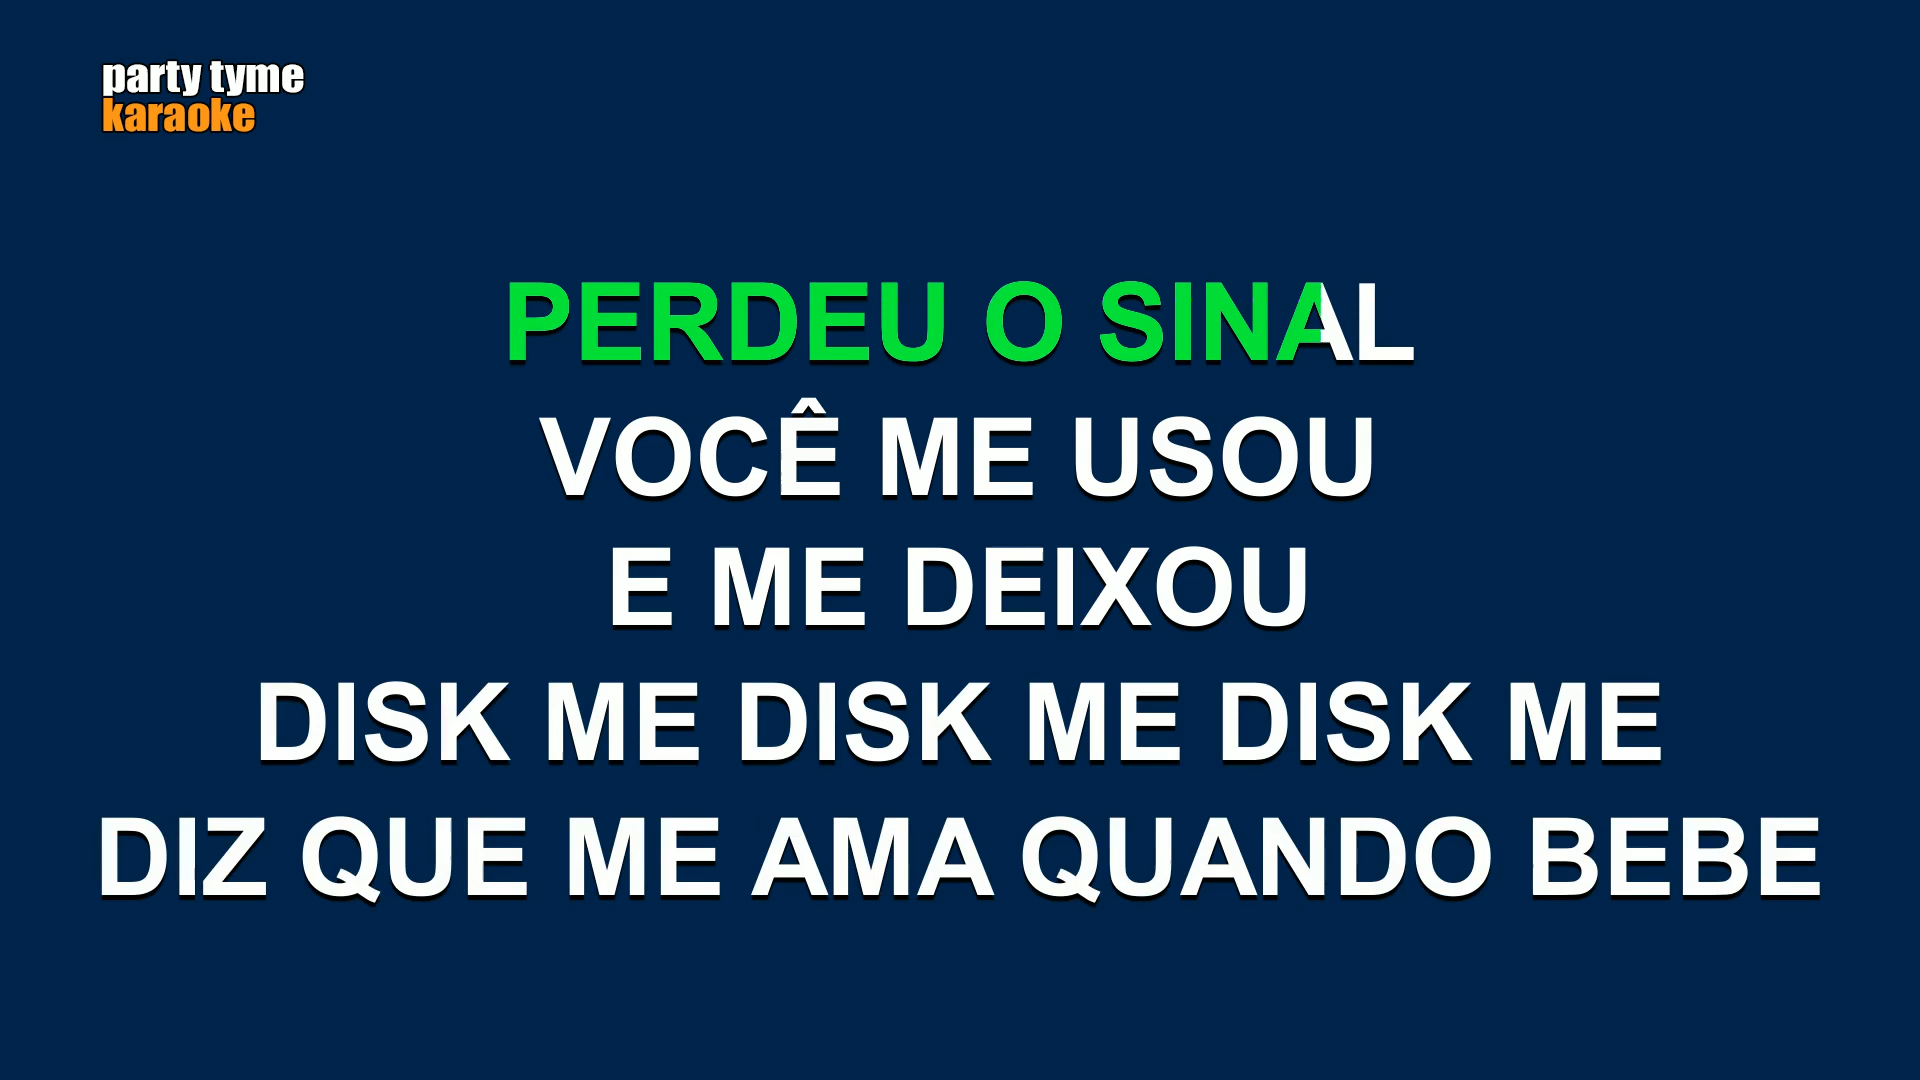 party tyme
karaoke
PERDEU O SINAL
VOCÊ ME USOU
E ME DEIXOU
DISK ME DISK ME DISK ME
DIZ QUE ME AMA QUANDO BEBE